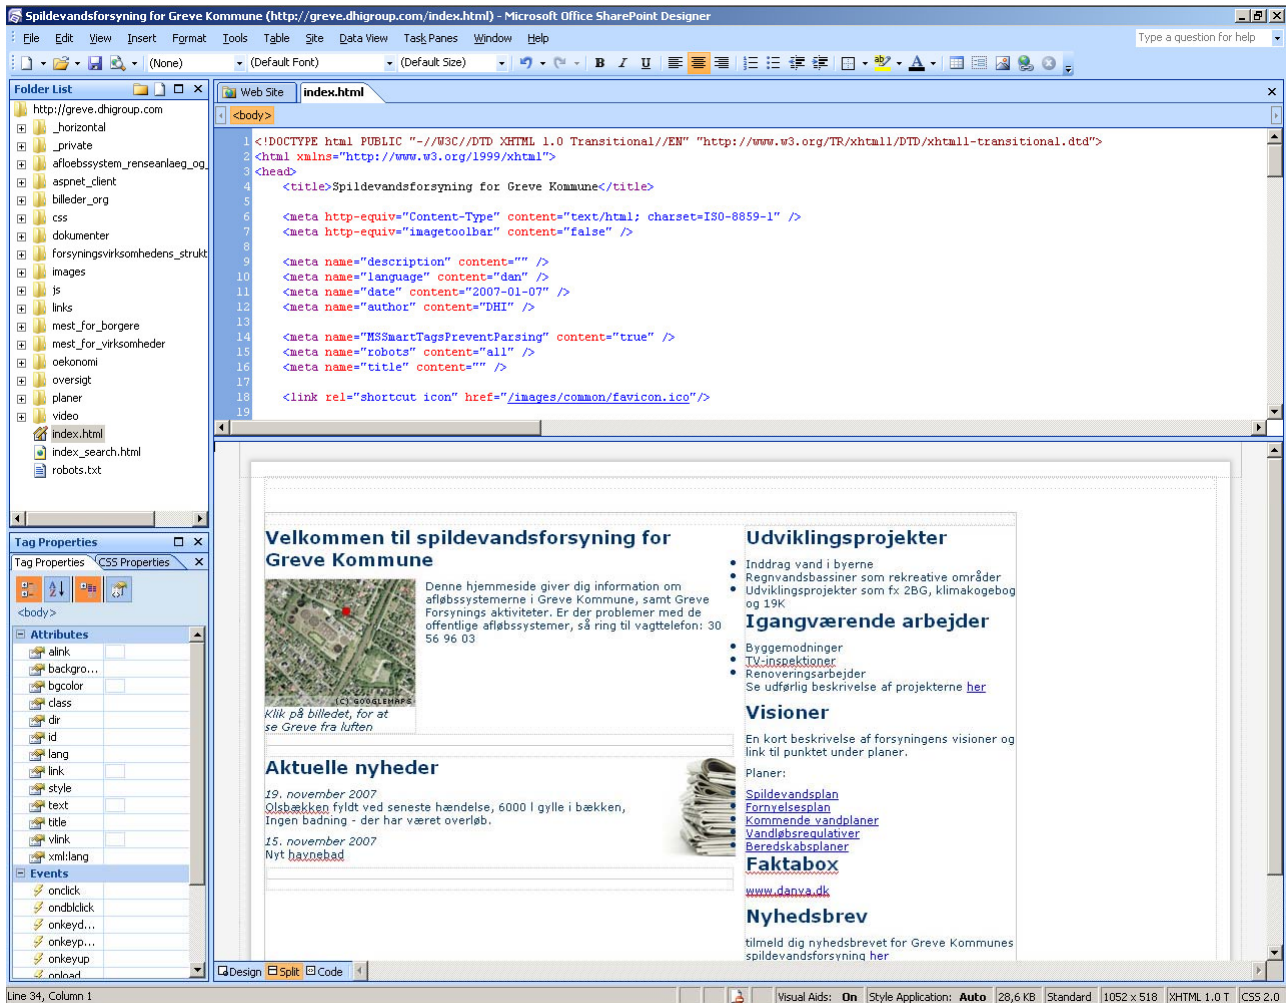 Spildevandsforsyning for Greve Kommune (http://greve.dhigroup.com/index.html) - Microsoft Office SharePoint Designer
File Edit View Insert Format Tools Table Site Data View Task Panes Window Help
Type a question for help
(None) (Default Font) (Default Size)
Folder List
http://greve.dhigroup.com
_horizontal
_private
afloebssystem_renseanlaeg_og_
aspnet_client
billeder_org
css
dokumenter
forsyningsvirksomhedens_strukt
images
js
links
mest_for_borgere
mest_for_virksomheder
oekonomi
oversigt
planer
video
index.html
index_search.html
robots.txt
Tag Properties
Tag Properties CSS Properties
<body>
Attributes
alink
backgro...
bgcolor
class
dir
id
lang
link
style
text
title
vlink
xml:lang
Events
onclick
ondblclick
onkeyd...
onkeyp...
onkeyup
onload
Web Site index.html
<body>
1 <!DOCTYPE html PUBLIC "-//W3C//DTD XHTML 1.0 Transitional//EN" "http://www.w3.org/TR/xhtml1/DTD/xhtml1-transitional.dtd">
2 <html xmlns="http://www.w3.org/1999/xhtml">
3 <head>
4 <title>Spildevandsforsyning for Greve Kommune</title>
5
6 <meta http-equiv="Content-Type" content="text/html; charset=ISO-8859-1" />
7 <meta http-equiv="imagetoolbar" content="false" />
8
9 <meta name="description" content="" />
10 <meta name="language" content="dan" />
11 <meta name="date" content="2007-01-07" />
12 <meta name="author" content="DHI" />
13
14 <meta name="MSSmartTagsPreventParsing" content="true" />
15 <meta name="robots" content="all" />
16 <meta name="title" content="" />
17
18 <link rel="shortcut icon" href="/images/common/favicon.ico"/>
19
Velkommen til spildevandsforsyning for
Greve Kommune
Denne hjemmeside giver dig information om
afløbssystemerne i Greve Kommune, samt Greve
Forsynings aktiviteter. Er der problemer med de
offentlige afløbssystemer, så ring til vagttelefon: 30
56 96 03
(C) GOOGLEMAPS
Klik på billedet, for at
se Greve fra luften
Aktuelle nyheder
19. november 2007
Olsbækken fyldt ved seneste hændelse, 6000 l gylle i bækken,
Ingen badning - der har været overløb.
15. november 2007
Nyt havnebad
Udviklingsprojekter
Inddrag vand i byerne
Regnvandsbassiner som rekreative områder
Udviklingsprojekter som fx 2BG, klimakogebog
og 19K
Igangværende arbejder
Byggemodninger
TV-inspektioner
Renoveringsarbejder
Se udførlig beskrivelse af projekterne her
Visioner
En kort beskrivelse af forsyningens visioner og
link til punktet under planer.
Planer:
Spildevandsplan
Fornyelsesplan
Kommende vandplaner
Vandløbsregulativer
Beredskabsplaner
Faktabox
www.danva.dk
Nyhedsbrev
tilmeld dig nyhedsbrevet for Greve Kommunes
spildevandsforsyning her
Design Split Code
Line 34, Column 1
Visual Aids: On Style Application: Auto 28,6 KB Standard 1052 x 518 XHTML 1.0 T CSS 2.0